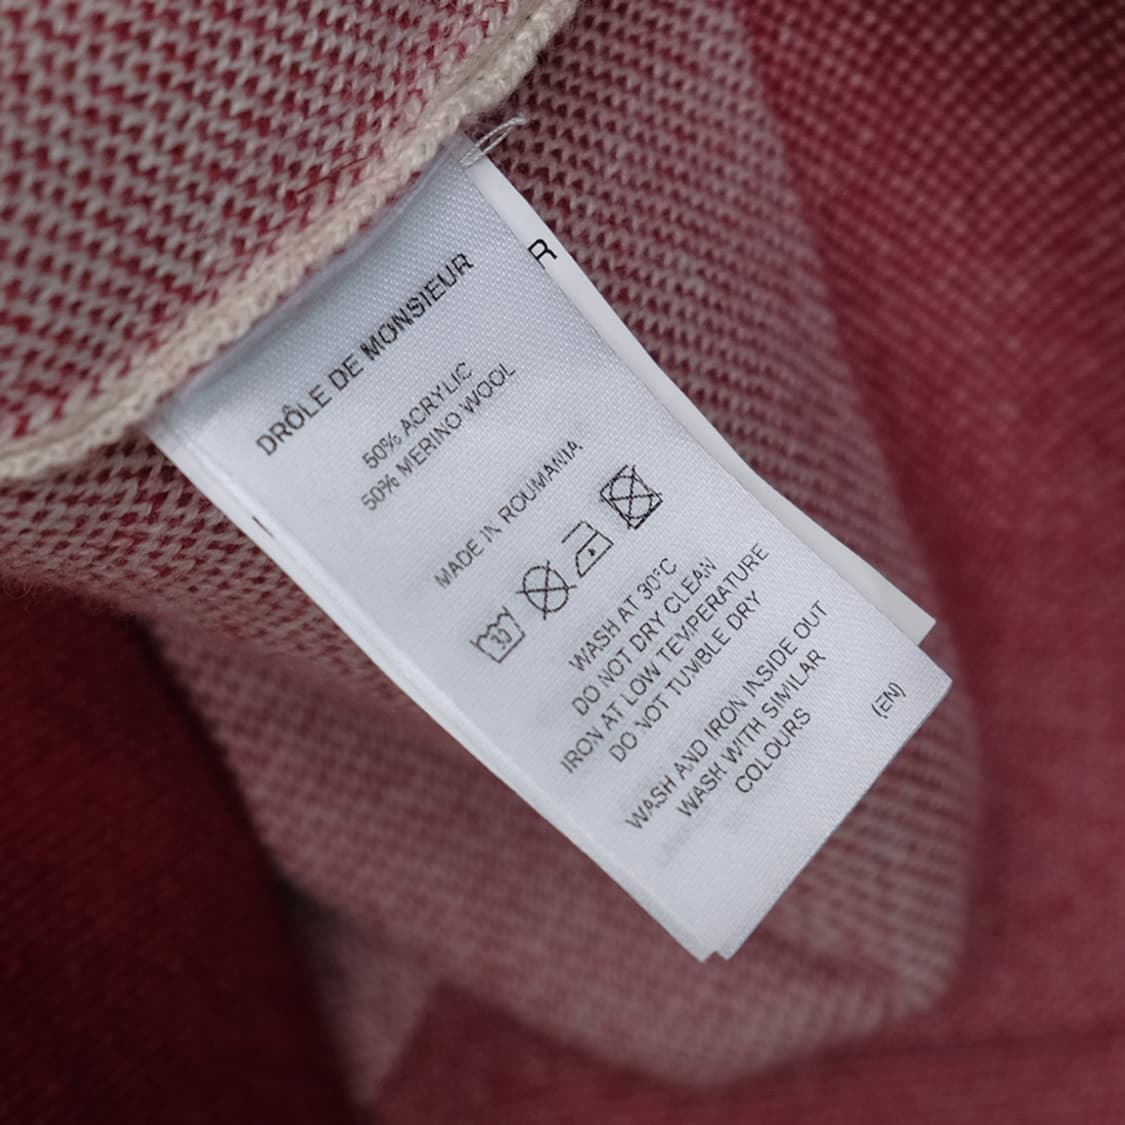 DRÔLE DE MONSIEUR
50% ACRYLIC
50% MERINO WOOL
MADE IN ROUMANIA
30
WASH AT 30°C
DO NOT DRY CLEAN
IRON AT LOW TEMPERATURE
DO NOT TUMBLE DRY
WASH AND IRON INSIDE OUT
WASH WITH SIMILAR
COLOURS
(EN)
R